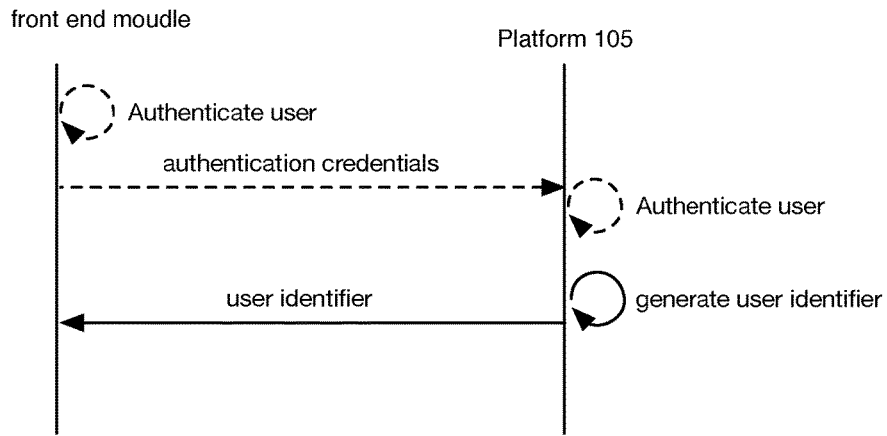 front end moudle
Platform 105
Authenticate user
authentication credentials
Authenticate user
user identifier
generate user identifier